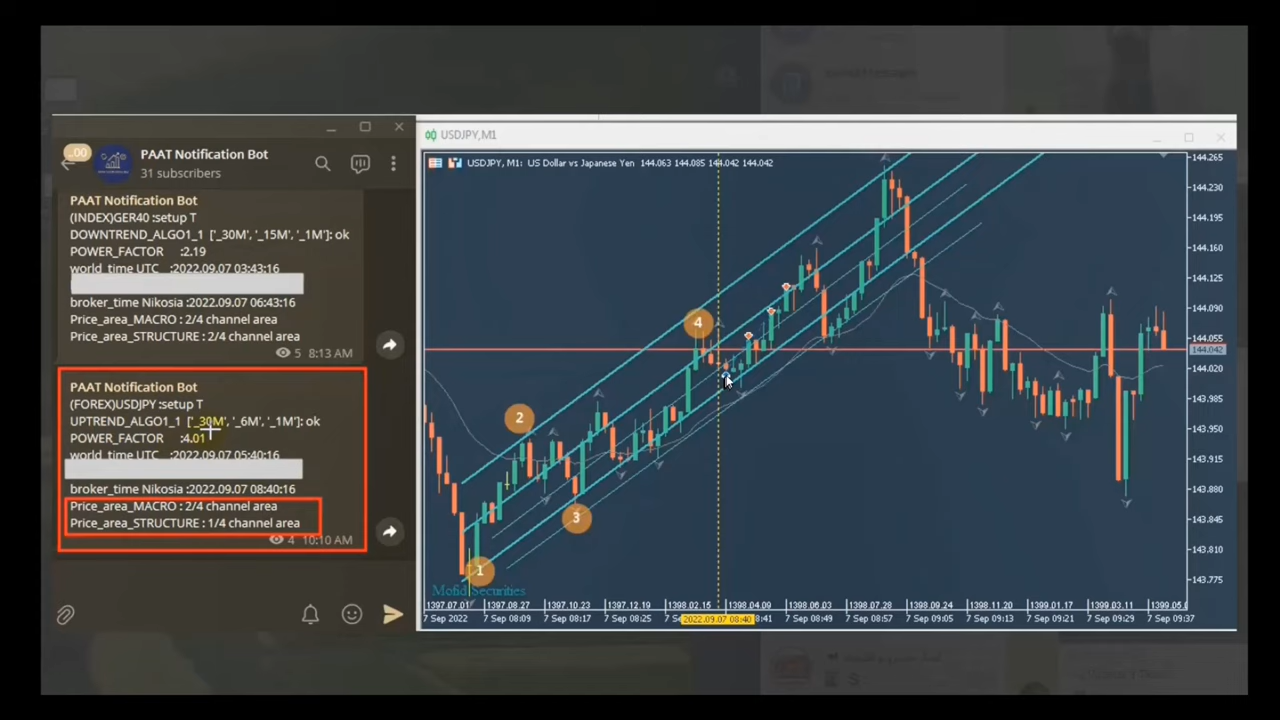 PAAT Notification Bot
31 subscribers
PAAT Notification Bot
(INDEX)GER40 :setup T
DOWNTREND_ALGO1_1 ['_30M', '_15M', '_1M']: ok
POWER_FACTOR :2.19
world_time UTC :2022.09.07 03:43:16
broker_time Nikosia :2022.09.07 06:43:16
Price_area_MACRO : 2/4 channel area
Price_area_STRUCTURE : 2/4 channel area
5 8:13 AM
PAAT Notification Bot
(FOREX)USDJPY :setup T
UPTREND_ALGO1_1 ['_30M', '_6M', '_1M']: ok
POWER_FACTOR :4.01
world_time UTC :2022.09.07 05:40:16
broker_time Nikosia :2022.09.07 08:40:16
Price_area_MACRO : 2/4 channel area
Price_area_STRUCTURE : 1/4 channel area
4 10:10 AM
USDJPY,M1
USDJPY, M1: US Dollar vs Japanese Yen 144.063 144.085 144.042 144.042
144.265
144.230
144.195
144.160
144.125
144.090
144.055
144.042
144.020
143.985
143.950
143.915
143.880
143.845
143.810
143.775
4
2
3
1
Mofid Securities
1397.07.01 1397.08.27 1397.10.23 1397.12.19 1398.02.15 1398.04.09 1398.06.03 1398.07.28 1398.09.24 1398.11.20 1399.01.17 1399.03.11
7 Sep 2022 7 Sep 08:09 7 Sep 08:17 7 Sep 08:25 2022.09.07 08:40 7 Sep 08:49 7 Sep 08:57 7 Sep 09:05 7 Sep 09:13 7 Sep 09:21 7 Sep 09:29 7 Sep 09:37